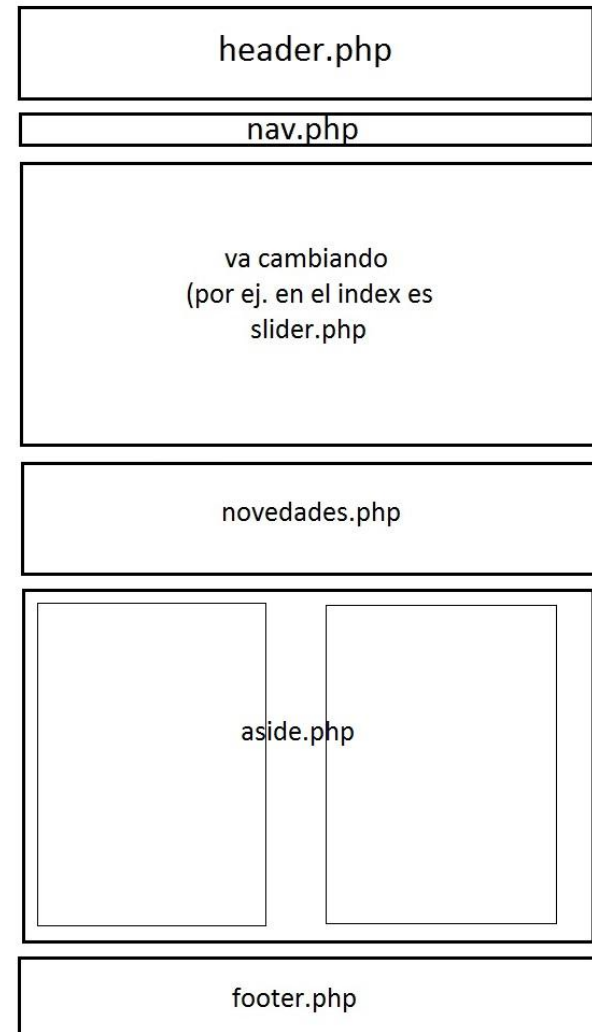 header.php
nav.php
va cambiando
(por ej. en el index es
slider.php
novedades.php
aside.php
footer.php